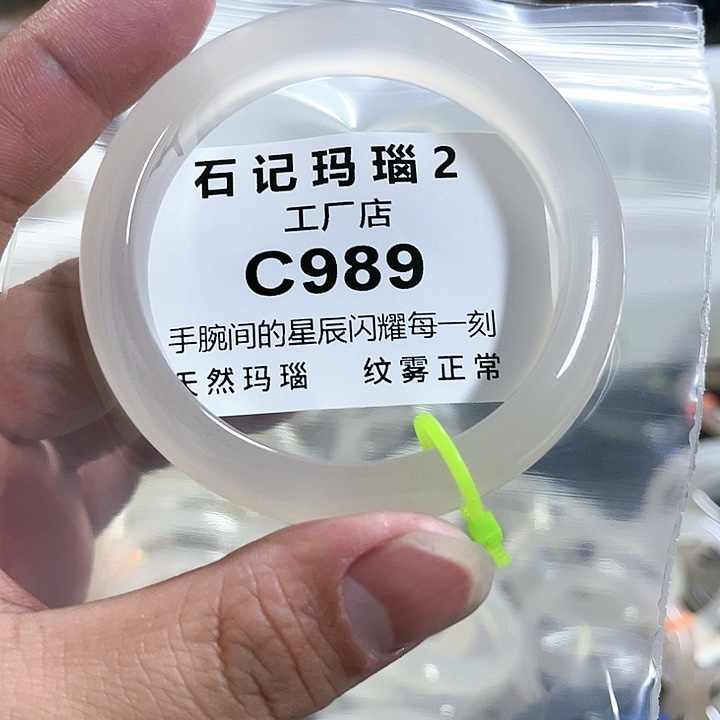 石记玛瑙2
工厂店
C989
手腕间的星辰闪耀每一刻
天然玛瑙 纹雾正常